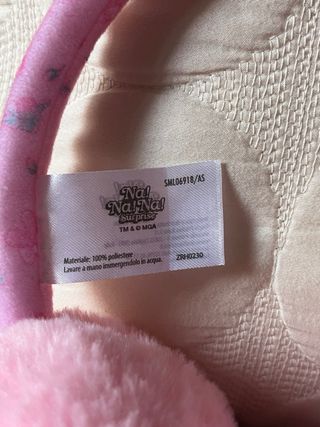 SML06918/AS
Na!
Na! Na!
Surprise
TM & © MGA
Materiale: 100% poliestere
Lavare a mano immergendolo in acqua.
ZRH0230